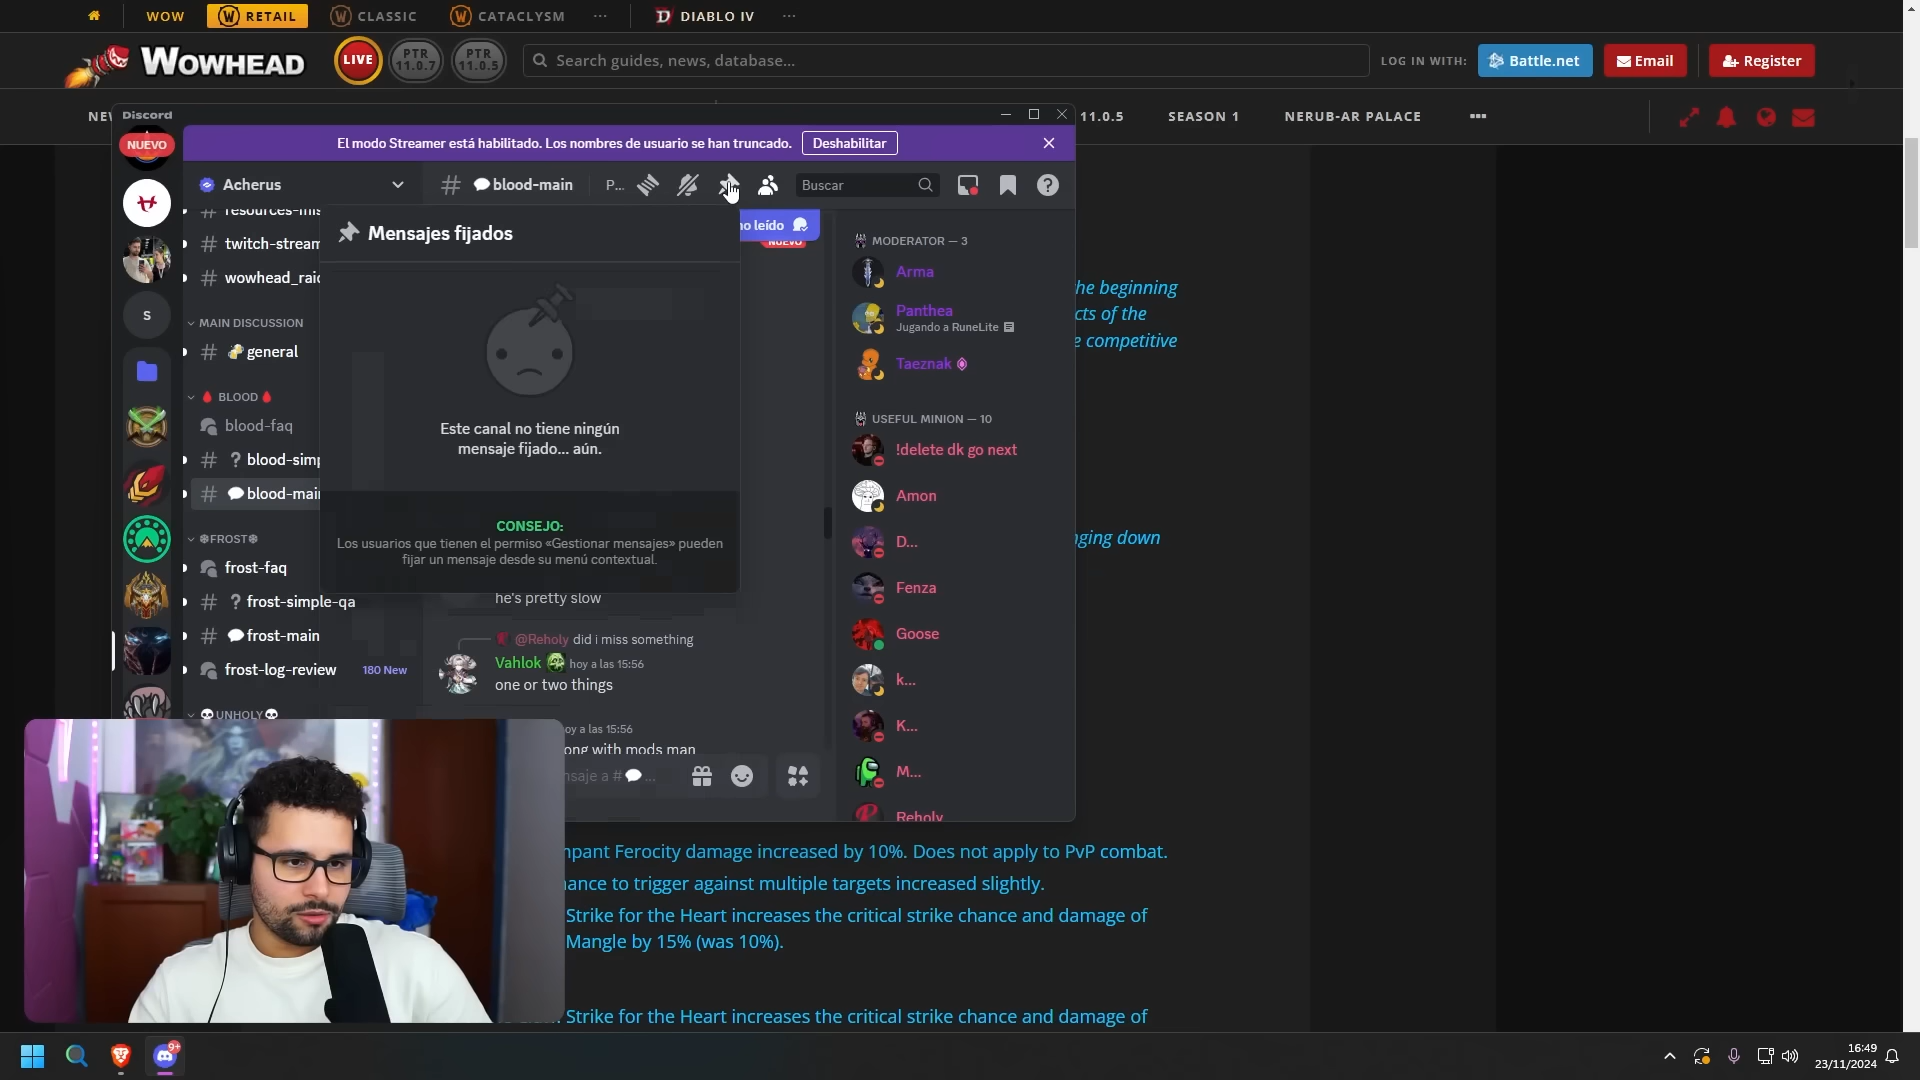 WOW
RETAIL
CLASSIC
CATACLYSM
DIABLO IV
WOWHEAD
LIVE
PTR
11.0.7
PTR
11.0.5
Search guides, news, database...
LOG IN WITH:
Battle.net
Email
Register
11.0.5
SEASON 1
NERUB-AR PALACE
Discord
NUEVO
El modo Streamer está habilitado. Los nombres de usuario se han truncado.
Deshabilitar
Acherus
blood-main
P...
Buscar
no leído
NUEVO
twitch-stream
wowhead_raid
MAIN DISCUSSION
general
BLOOD
blood-faq
blood-simp
blood-main
FROST
frost-faq
frost-simple-qa
frost-main
frost-log-review
180 New
UNHOLY
S
Mensajes fijados
Este canal no tiene ningún
mensaje fijado... aún.
CONSEJO:
Los usuarios que tienen el permiso «Gestionar mensajes» pueden
fijar un mensaje desde su menú contextual.
he's pretty slow
@Reholy did i miss something
Vahlok hoy a las 15:56
one or two things
oy a las 15:56
ong with mods man
nsaje a # ...
MODERATOR — 3
Arma
Panthea
Jugando a RuneLite
Taeznak
USEFUL MINION — 10
!delete dk go next
Amon
D...
Fenza
Goose
k...
K...
M...
Reholy
he beginning
cts of the
e competitive
nging down
mpant Ferocity damage increased by 10%. Does not apply to PvP combat.
hance to trigger against multiple targets increased slightly.
Strike for the Heart increases the critical strike chance and damage of
Mangle by 15% (was 10%).
Strike for the Heart increases the critical strike chance and damage of
9+
16:49
23/11/2024